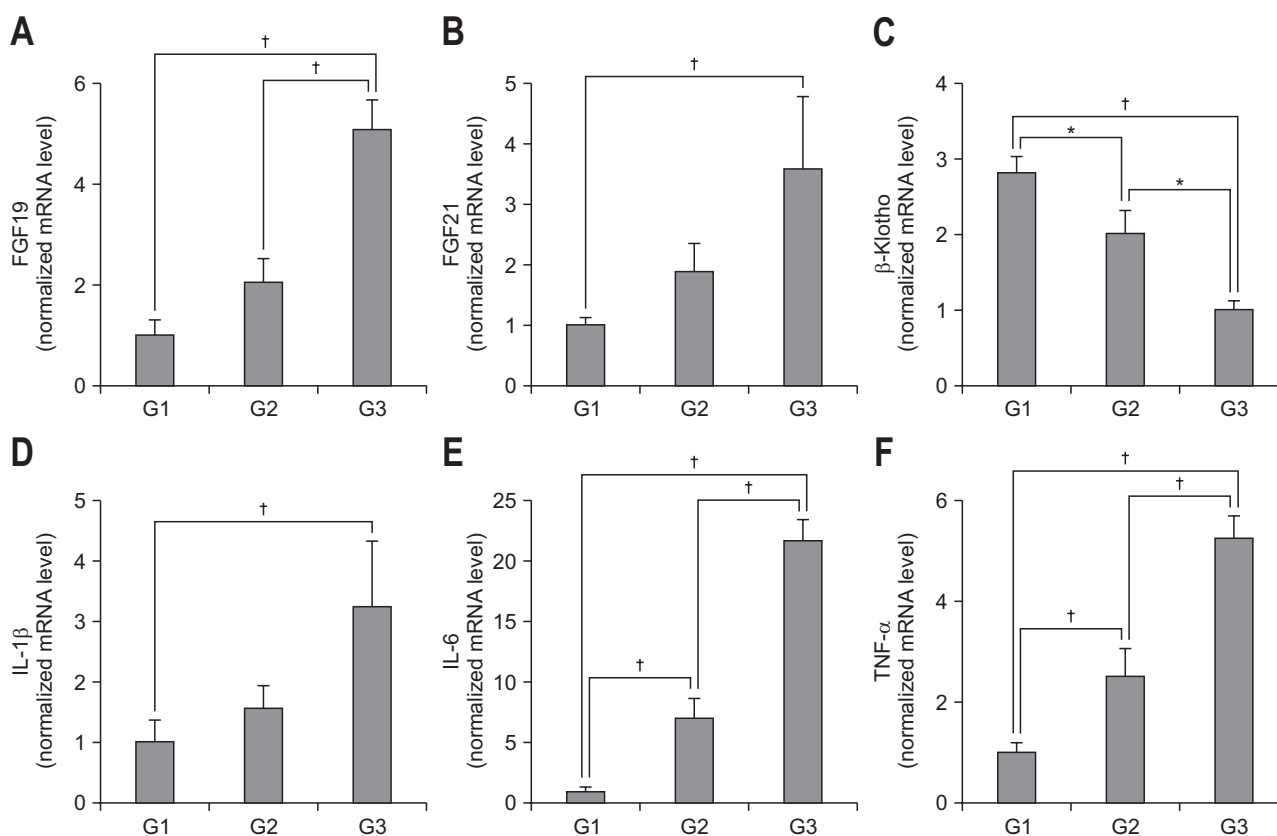 A
FGF19
(normalized mRNA level)
6
4
2
0
†
†
G1 G2 G3
B
FGF21
(normalized mRNA level)
5
4
3
2
1
0
†
G1 G2 G3
C
β-Klotho
(normalized mRNA level)
4
3
2
1
0
†
*
*
G1 G2 G3
D
IL-1β
(normalized mRNA level)
5
4
3
2
1
0
†
G1 G2 G3
E
IL-6
(normalized mRNA level)
25
20
15
10
5
0
†
†
†
G1 G2 G3
F
TNF-α
(normalized mRNA level)
6
4
2
0
†
†
†
G1 G2 G3